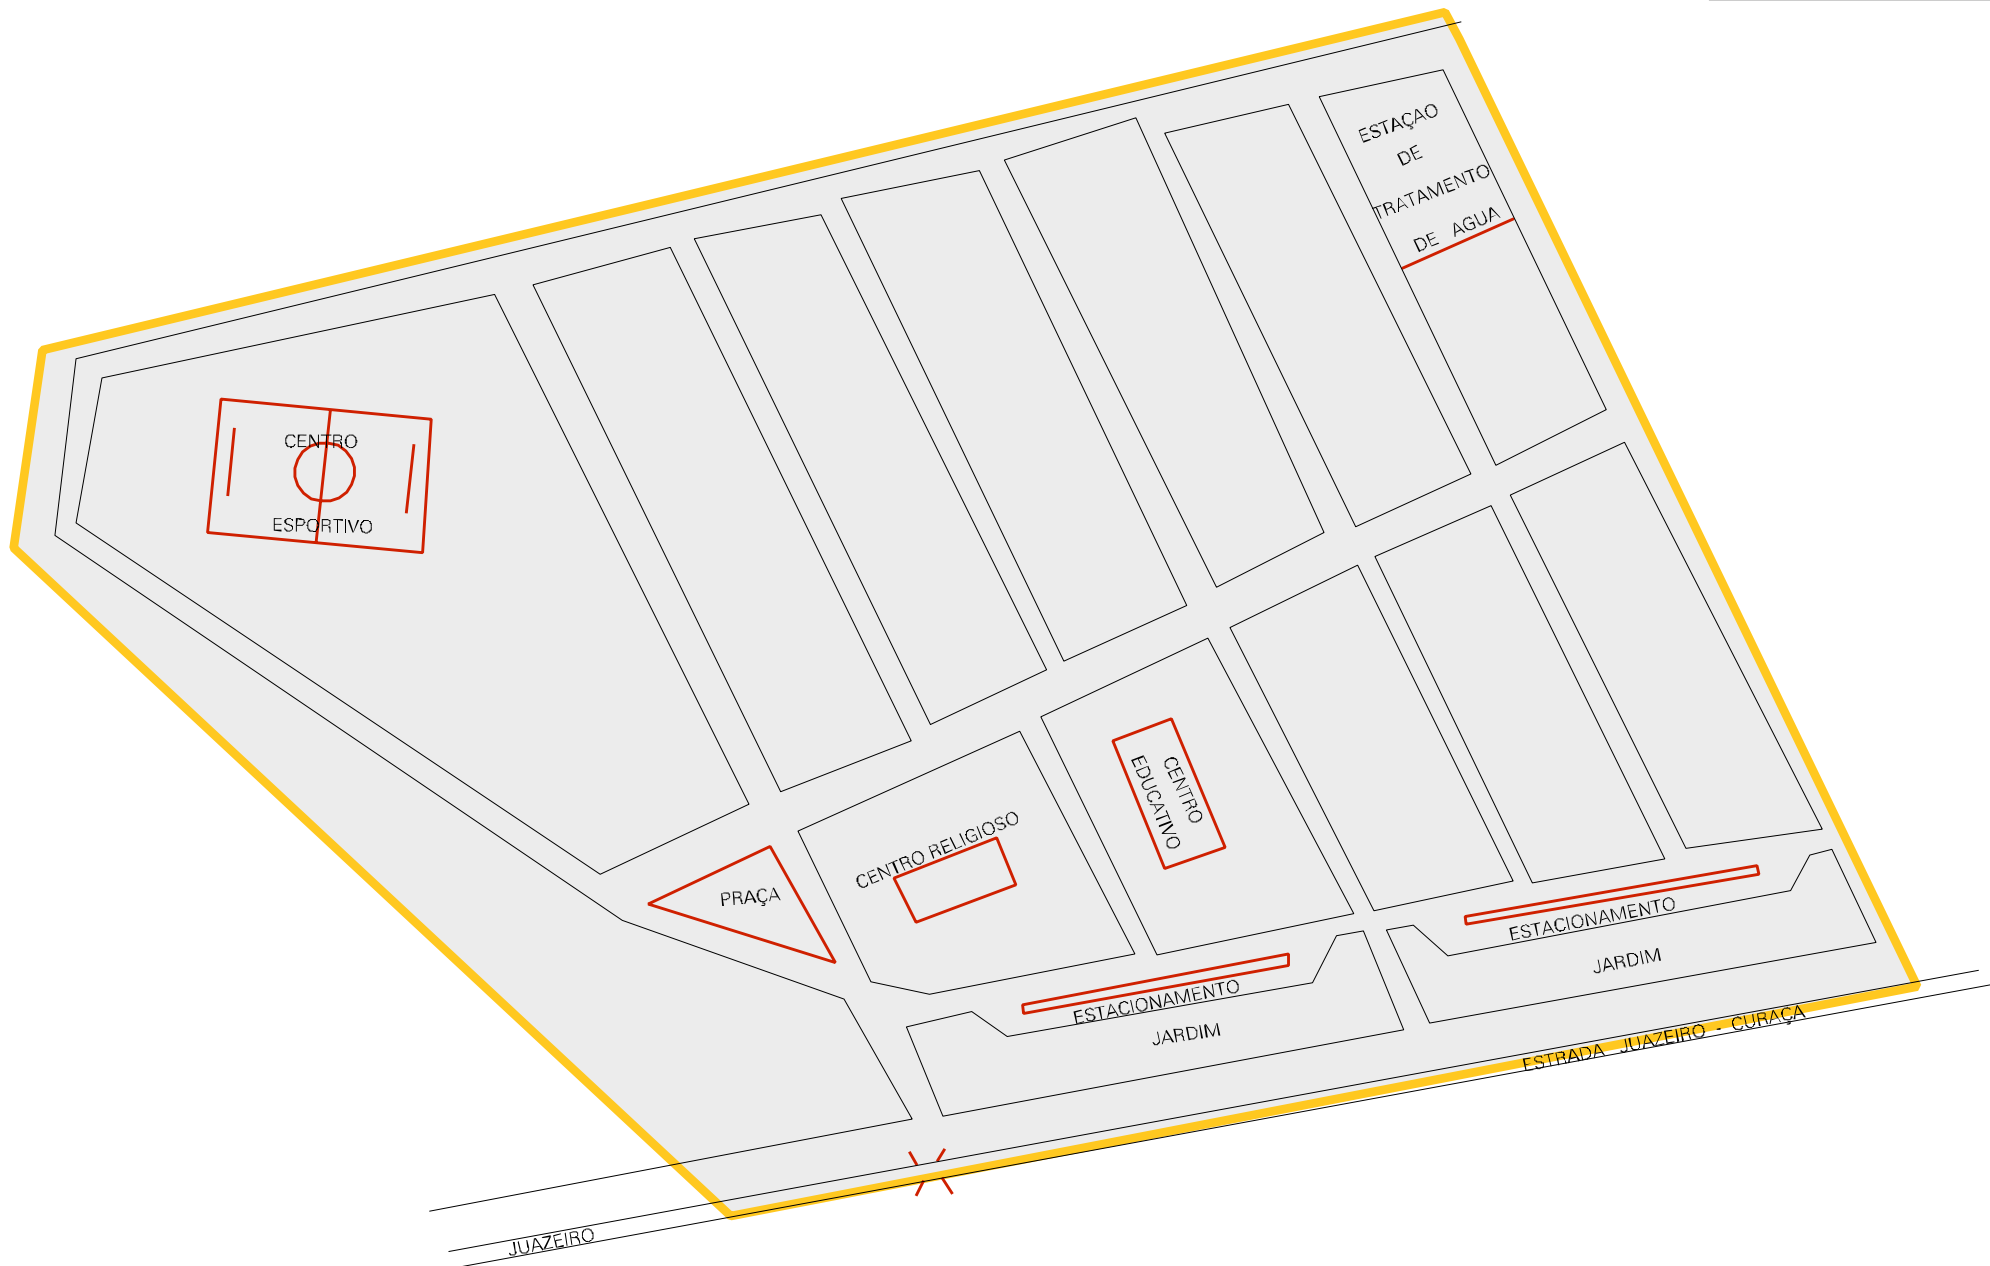 ESTAÇAO
DE
TRATAMENTO
DE AGUA
CENTRO
ESPORTIVO
CENTRO
EDUCATIVO
CENTRO RELIGIOSO
PRAÇA
ESTACIONAMENTO
JARDIM
ESTACIONAMENTO
JARDIM
ESTRADA JUAZEIRO - CURAÇA
JUAZEIRO